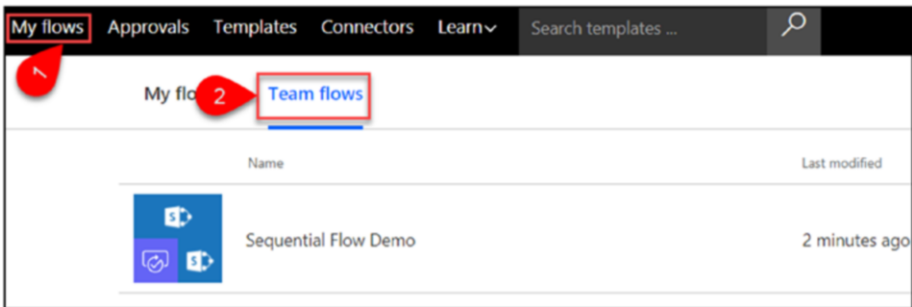 My flows Approvals Templates Connectors Learn Search templates ...
1
My flo 2 Team flows
Name Last modified
Sequential Flow Demo 2 minutes ago